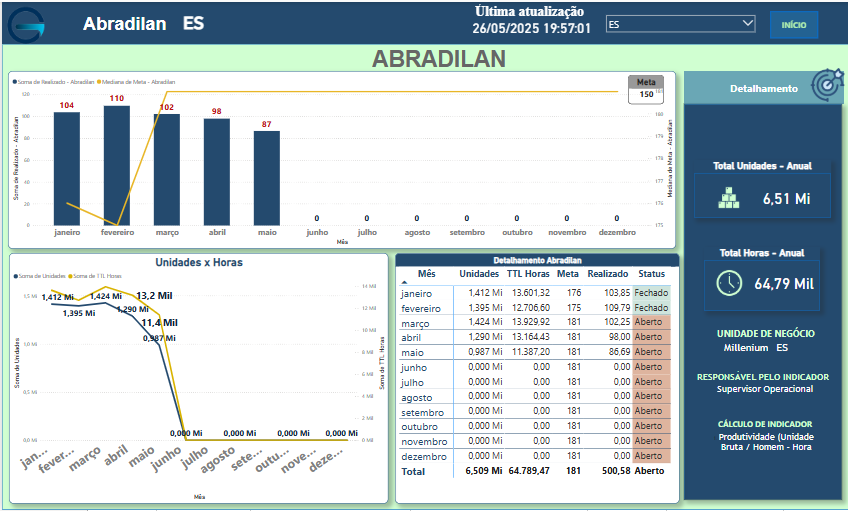 Abradilan ES
Última atualização
26/05/2025 19:57:01
ES
INÍCIO
ABRADILAN
Soma de Realizado - Abradilan Mediana de Meta - Abradilan
Meta
150
Soma de Realizado - Abradilan
120
100
80
60
40
20
0
104
110
102
98
87
0 0 0 0 0 0 0
181
180
179
178
177
176
175
Mediana de Meta - Abradilan
janeiro fevereiro março abril maio junho julho agosto setembro outubro novembro dezembro
Mês
Unidades x Horas
Soma de Unidades Soma de TTL Horas
Soma de Unidades
1,5 Mi
1,0 Mi
0,5 Mi
0,0 Mi
1,412 Mi
1,395 Mi
1,424 Mi
1,290 Mi
13,2 Mil
11,4 Mil
0,987 Mi
0,000 Mi 0,000 Mi 0,000 Mi 0,000 Mi
14 Mil
12 Mil
10 Mil
8 Mil
6 Mil
4 Mil
2 Mil
0 Mil
Soma de TTL Horas
jan... fever... março abril maio junho julho agosto sete... outu... nove... deze...
Mês
Detalhamento Abradilan
Mês Unidades TTL Horas Meta Realizado Status
janeiro 1,412 Mi 13.601,32 176 103,85 Fechado
fevereiro 1,395 Mi 12.706,60 175 109,79 Fechado
março 1,424 Mi 13.929,92 181 102,25 Aberto
abril 1,290 Mi 13.164,43 181 98,00 Aberto
maio 0,987 Mi 11.387,20 181 86,69 Aberto
junho 0,000 Mi 0,00 181 0,00 Aberto
julho 0,000 Mi 0,00 181 0,00 Aberto
agosto 0,000 Mi 0,00 181 0,00 Aberto
setembro 0,000 Mi 0,00 181 0,00 Aberto
outubro 0,000 Mi 0,00 181 0,00 Aberto
novembro 0,000 Mi 0,00 181 0,00 Aberto
dezembro 0,000 Mi 0,00 181 0,00 Aberto
Total 6,509 Mi 64.789,47 181 500,58 Aberto
Detalhamento
Total Unidades - Anual
6,51 Mi
Total Horas - Anual
64,79 Mil
UNIDADE DE NEGÓCIO
Millenium ES
RESPONSÁVEL PELO INDICADOR
Supervisor Operacional
CÁLCULO DE INDICADOR
Produtividade (Unidade
Bruta / Homem - Hora